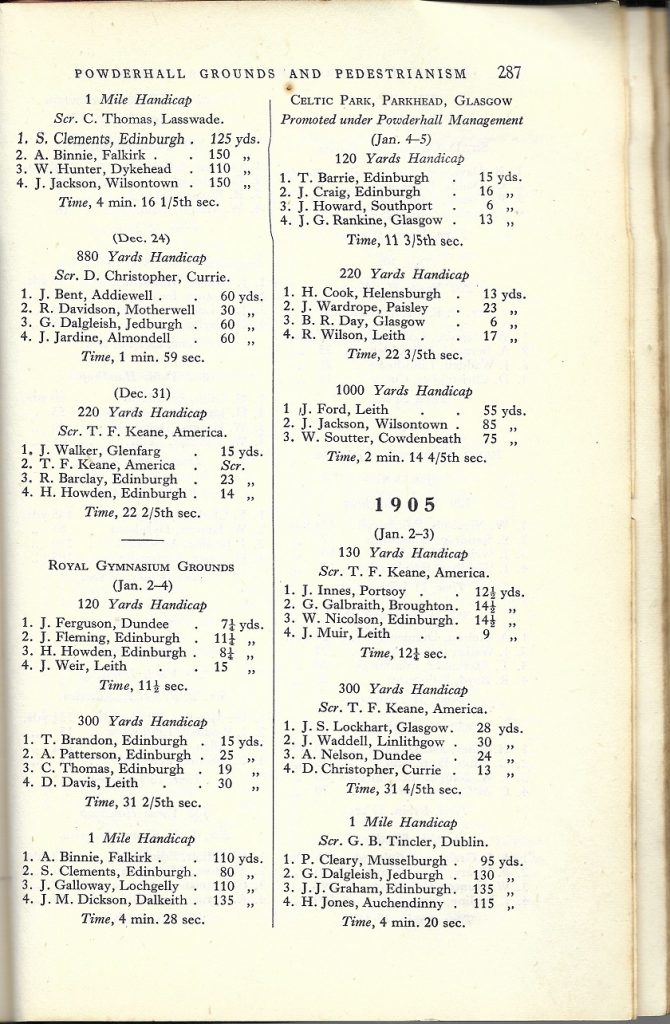 POWDERHALL GROUNDS AND PEDESTRIANISM 287
1 Mile Handicap
Scr. C. Thomas, Lasswade.
1. S. Clements, Edinburgh . 125 yds.
2. A. Binnie, Falkirk . . 150 „
3. W. Hunter, Dykehead . 110 „
4. J. Jackson, Wilsontown . 150 „
Time, 4 min. 16 1/5th sec.
(Dec. 24)
880 Yards Handicap
Scr. D. Christopher, Currie.
1. J. Bent, Addiewell . . 60 yds.
2. R. Davidson, Motherwell 30 „
3. G. Dalgleish, Jedburgh . 60 „
4. J. Jardine, Almondell . 60 „
Time, 1 min. 59 sec.
(Dec. 31)
220 Yards Handicap
Scr. T. F. Keane, America.
1. J. Walker, Glenfarg . 15 yds.
2. T. F. Keane, America . Scr.
3. R. Barclay, Edinburgh . 23 „
4. H. Howden, Edinburgh . 14 „
Time, 22 2/5th sec.
ROYAL GYMNASIUM GROUNDS
(Jan. 2–4)
120 Yards Handicap
1. J. Ferguson, Dundee . 7¼ yds.
2. J. Fleming, Edinburgh . 11¼ „
3. H. Howden, Edinburgh . 8¼ „
4. J. Weir, Leith . . 15 „
Time, 11½ sec.
300 Yards Handicap
1. T. Brandon, Edinburgh . 15 yds.
2. A. Patterson, Edinburgh . 25 „
3. C. Thomas, Edinburgh . 19 „
4. D. Davis, Leith . . 30 „
Time, 31 2/5th sec.
1 Mile Handicap
1. A. Binnie, Falkirk . . 110 yds.
2. S. Clements, Edinburgh. 80 „
3. J. Galloway, Lochgelly 110 „
4. J. M. Dickson, Dalkeith . 135 „
Time, 4 min. 28 sec.
CELTIC PARK, PARKHEAD, GLASGOW
Promoted under Powderhall Management
(Jan. 4–5)
120 Yards Handicap
1. T. Barrie, Edinburgh . 15 yds.
2. J. Craig, Edinburgh . 16 „
3. J. Howard, Southport . 6 „
4. J. G. Rankine, Glasgow . 13 „
Time, 11 3/5th sec.
220 Yards Handicap
1. H. Cook, Helensburgh . 13 yds.
2. J. Wardrope, Paisley . 23 „
3. B. R. Day, Glasgow . 6 „
4. R. Wilson, Leith . . 17 „
Time, 22 3/5th sec.
1000 Yards Handicap
1 J. Ford, Leith . . 55 yds.
2. J. Jackson, Wilsontown . 85 „
3. W. Soutter, Cowdenbeath 75 „
Time, 2 min. 14 4/5th sec.
1905
(Jan. 2–3)
130 Yards Handicap
Scr. T. F. Keane, America.
1. J. Innes, Portsoy . . 12½ yds.
2. G. Galbraith, Broughton. 14½ „
3. W. Nicolson, Edinburgh. 14½ „
4. J. Muir, Leith . . 9 „
Time, 12¼ sec.
300 Yards Handicap
Scr. T. F. Keane, America.
1. J. S. Lockhart, Glasgow. 28 yds.
2. J. Waddell, Linlithgow . 30 „
3. A. Nelson, Dundee . 24 „
4. D. Christopher, Currie . 13 „
Time, 31 4/5th sec.
1 Mile Handicap
Scr. G. B. Tincler, Dublin.
1. P. Cleary, Musselburgh . 95 yds.
2. G. Dalgleish, Jedburgh . 130 „
3. J. J. Graham, Edinburgh. 135 „
4. H. Jones, Auchendinny . 115 „
Time, 4 min. 20 sec.